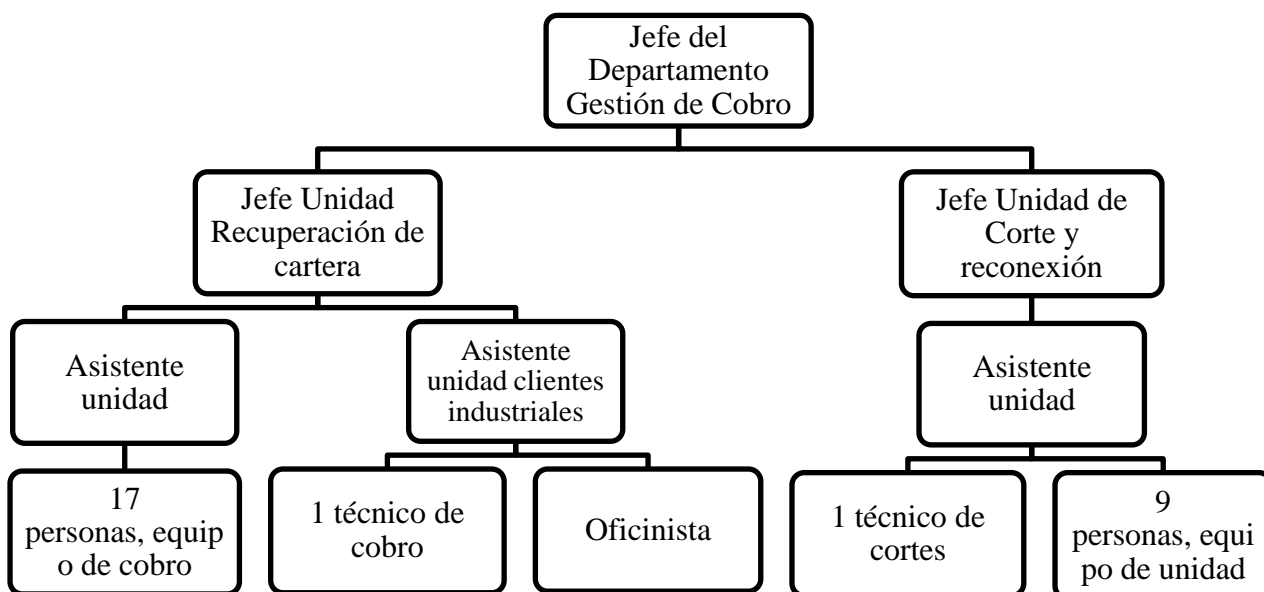 Jefe del
Departamento
Gestión de Cobro
Jefe Unidad
Recuperación de
cartera
Jefe Unidad de
Corte y
reconexión
Asistente
unidad
Asistente
unidad clientes
industriales
Asistente
unidad
17
personas, equip
o de cobro
1 técnico de
cobro
Oficinista
1 técnico de
cortes
9
personas, equi
po de unidad